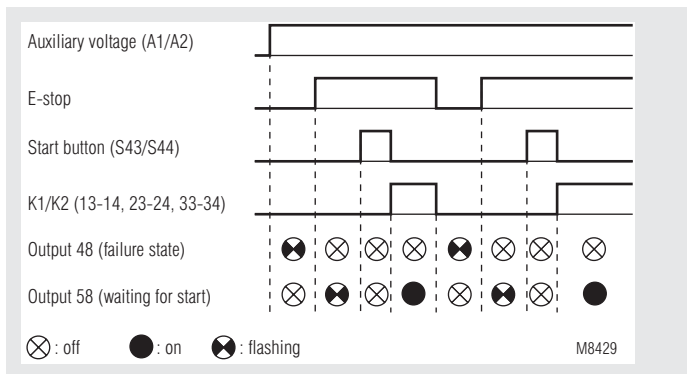 Auxiliary voltage (A1/A2)
E-stop
Start button (S43/S44)
K1/K2 (13-14, 23-24, 33-34)
Output 48 (failure state)
Output 58 (waiting for start)
: off : on : flashing M8429